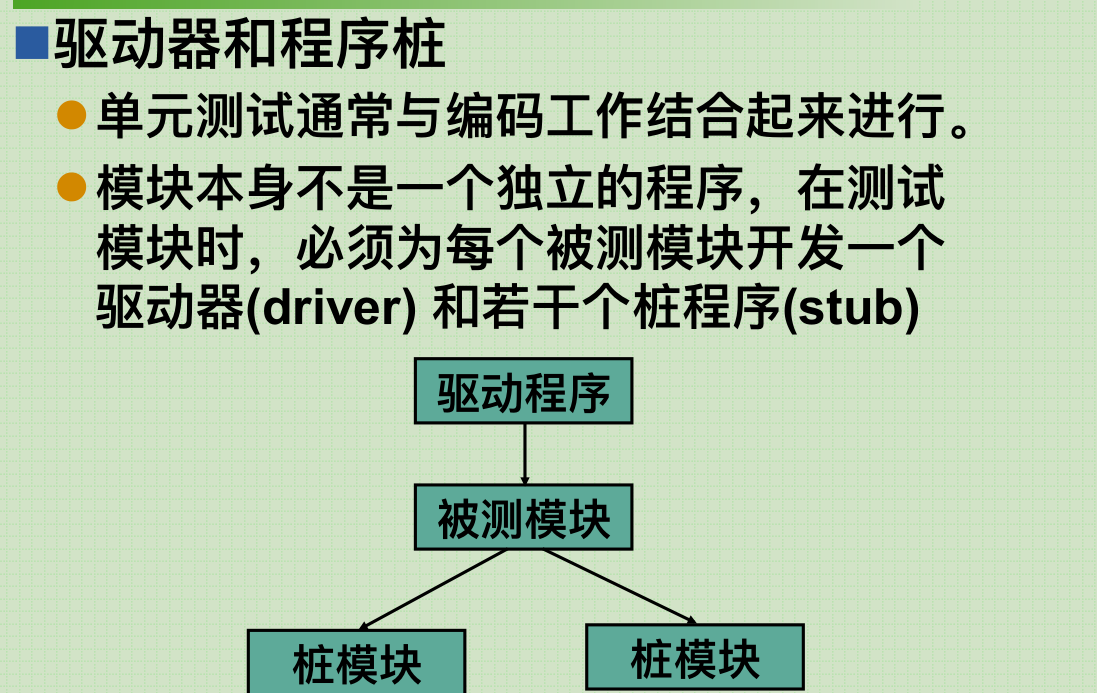 驱动器和程序桩
单元测试通常与编码工作结合起来进行。
模块本身不是一个独立的程序，在测试
模块时，必须为每个被测模块开发一个
驱动器(driver) 和若干个桩程序(stub)
驱动程序
被测模块
桩模块
桩模块